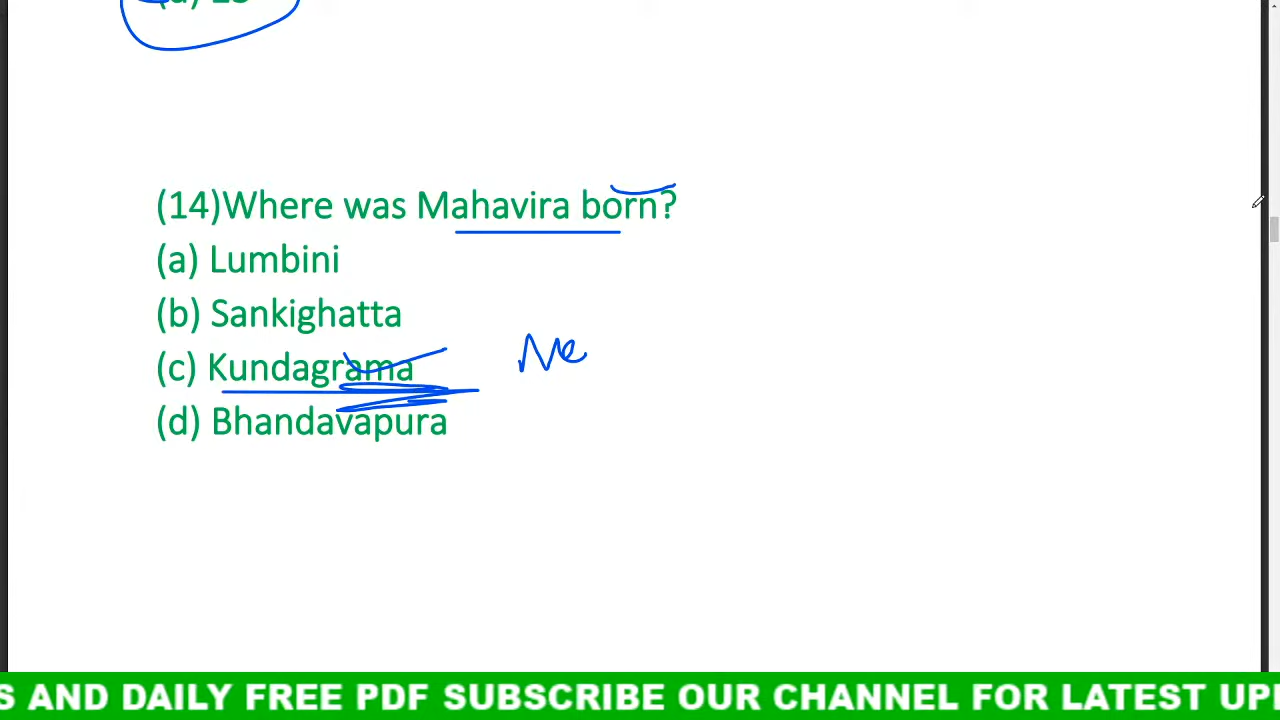 (14)Where was Mahavira born?
(a) Lumbini
(b) Sankighatta
(c) Kundagrama
Ne
(d) Bhandavapura
S AND DAILY FREE PDF SUBSCRIBE OUR CHANNEL FOR LATEST UP